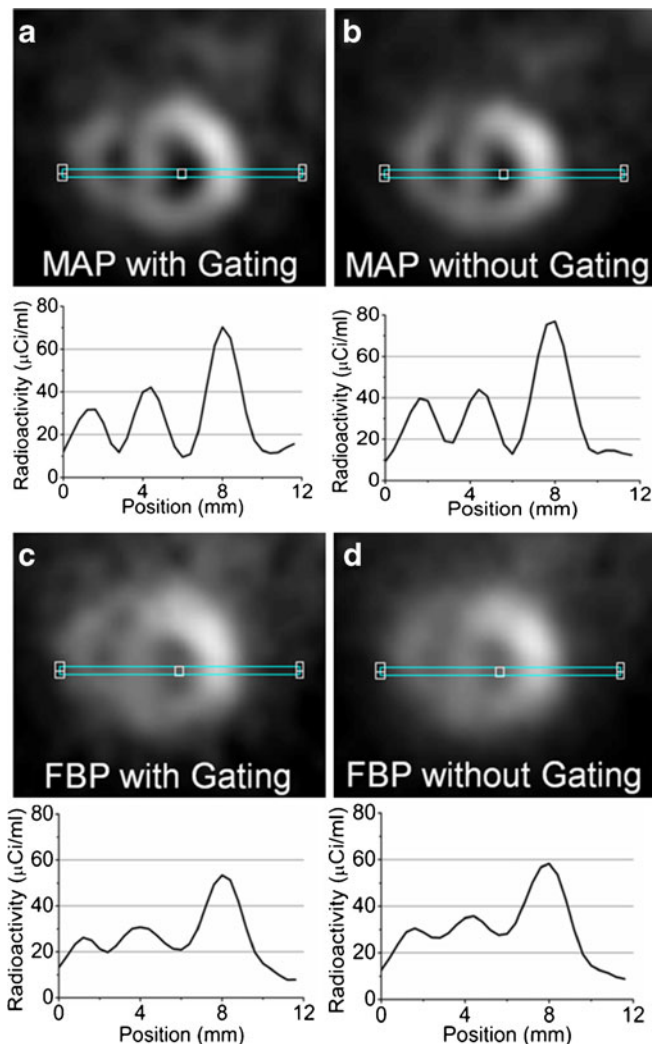 a
b
MAP with Gating
MAP without Gating
80
60
40
20
0
Radioactivity (μCi/ml)
0 4 8 12
Position (mm)
80
60
40
20
0
Radioactivity (μCi/ml)
0 4 8 12
Position (mm)
c
d
FBP with Gating
FBP without Gating
80
60
40
20
0
Radioactivity (μCi/ml)
0 4 8 12
Position (mm)
80
60
40
20
0
Radioactivity (μCi/ml)
0 4 8 12
Position (mm)